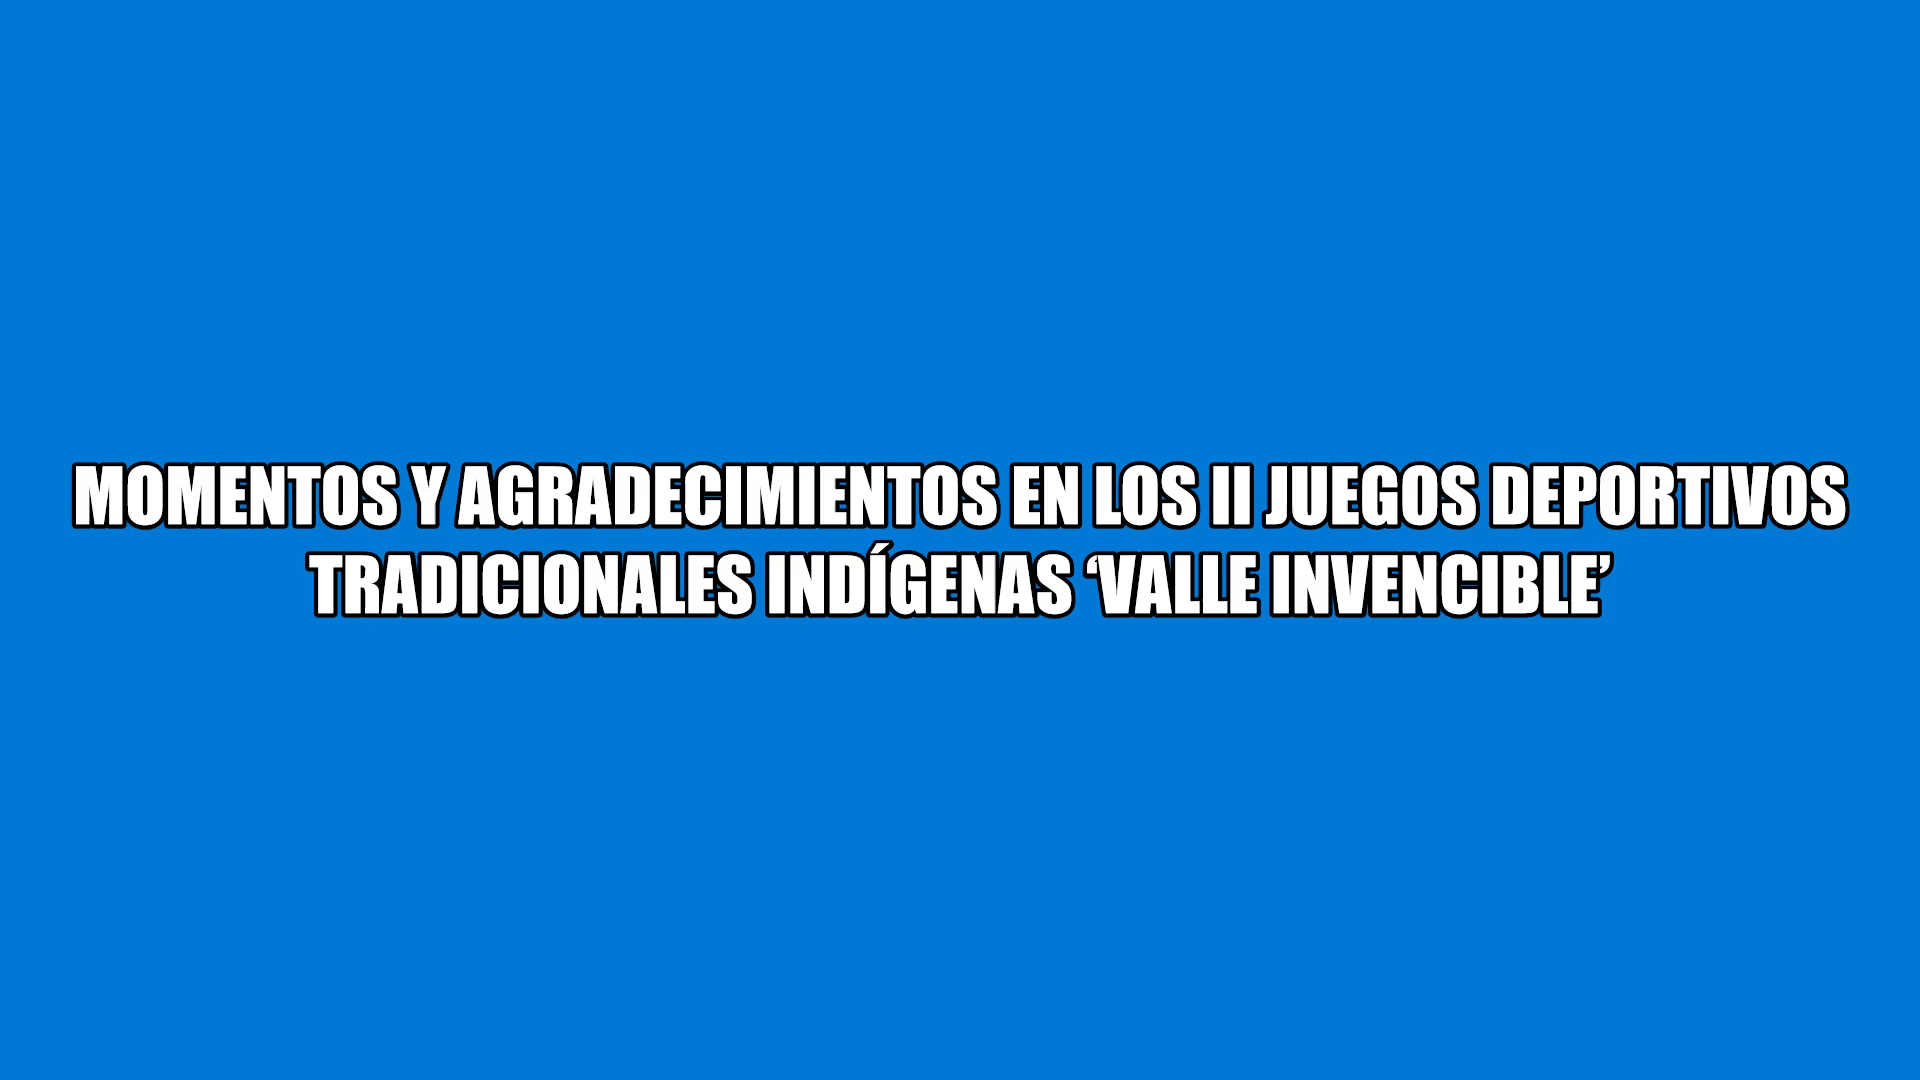 MOMENTOS Y AGRADECIMIENTOS EN LOS II JUEGOS DEPORTIVOS
TRADICIONALES INDÍGENAS ‘VALLE INVENCIBLE’